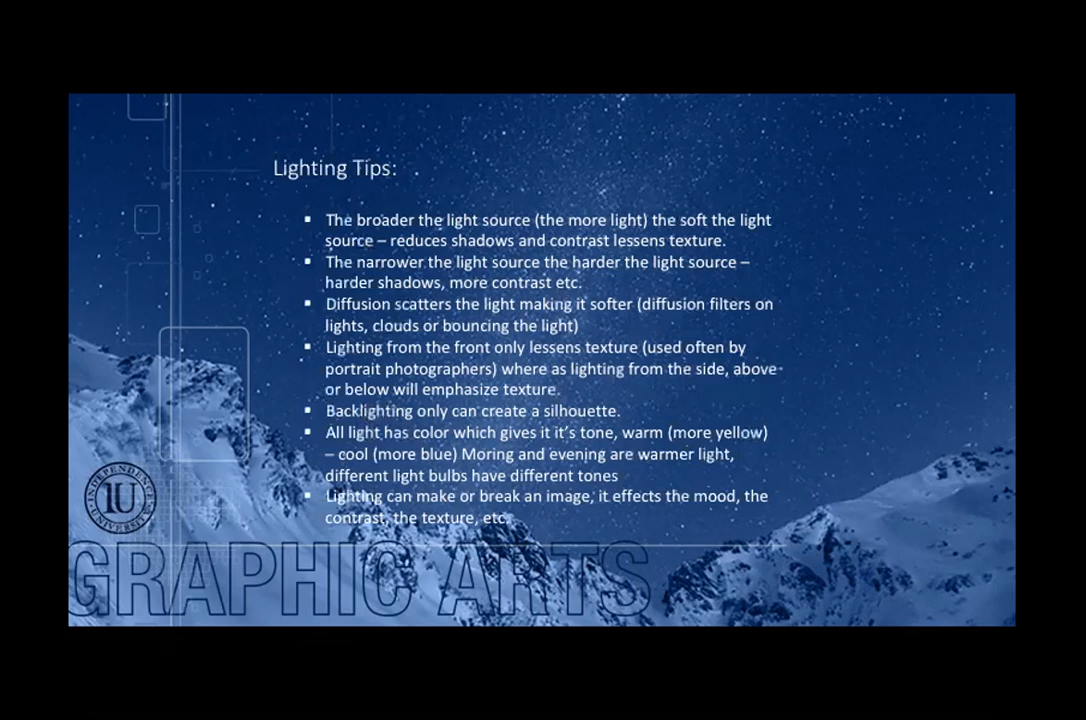 Lighting Tips:
▪ The broader the light source (the more light) the soft the light
source – reduces shadows and contrast lessens texture.
▪ The narrower the light source the harder the light source –
harder shadows, more contrast etc.
▪ Diffusion scatters the light making it softer (diffusion filters on
lights, clouds or bouncing the light)
▪ Lighting from the front only lessens texture (used often by
portrait photographers) where as lighting from the side, above
or below will emphasize texture.
▪ Backlighting only can create a silhouette.
▪ All light has color which gives it it's tone, warm (more yellow)
– cool (more blue) Moring and evening are warmer light,
different light bulbs have different tones
▪ Lighting can make or break an image, it effects the mood, the
contrast, the texture, etc.
INDEPENDENCE
IU
UNIVERSITY
GRAPHIC ARTS